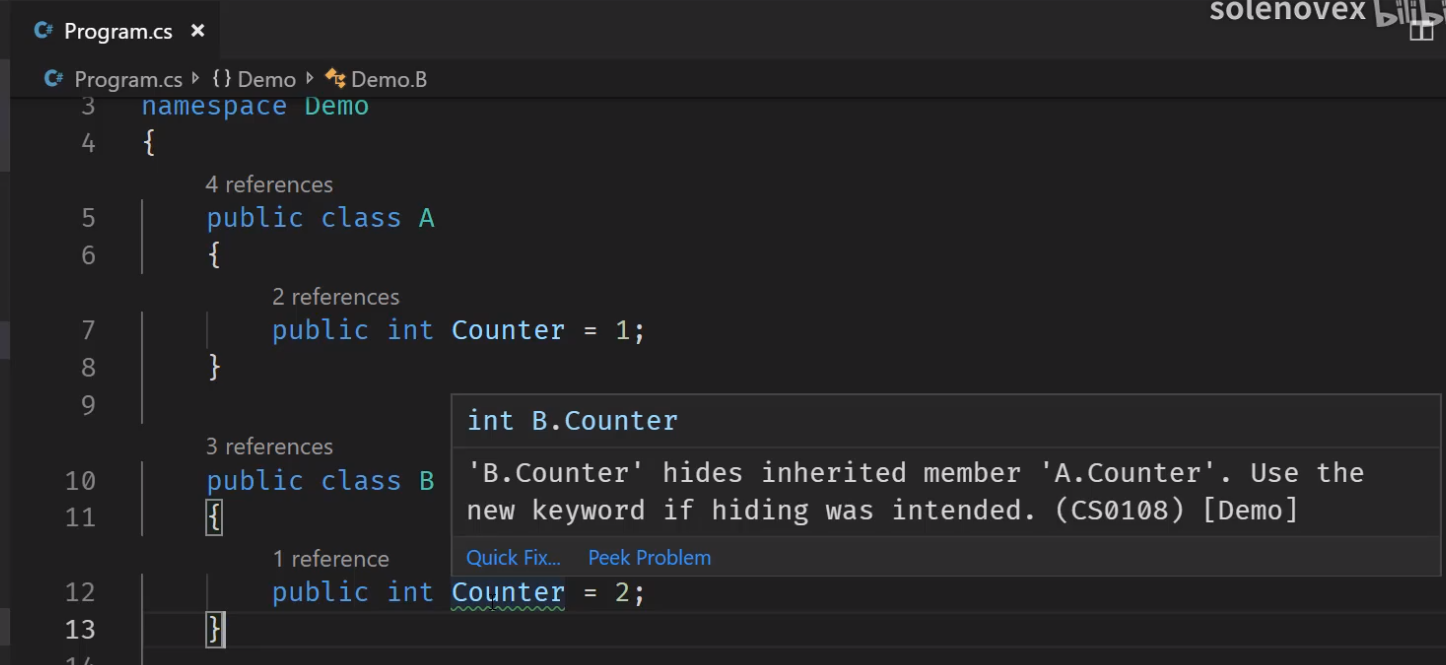 solenovex bilibi
Program.cs ×
Program.cs {} Demo Demo.B
3 namespace Demo
4 {
4 references
5 public class A
6 {
2 references
7 public int Counter = 1;
8 }
9
int B.Counter
3 references
'B.Counter' hides inherited member 'A.Counter'. Use the
10 public class B
new keyword if hiding was intended. (CS0108) [Demo]
11 {
Quick Fix... Peek Problem
1 reference
12 public int Counter = 2;
13 }
14